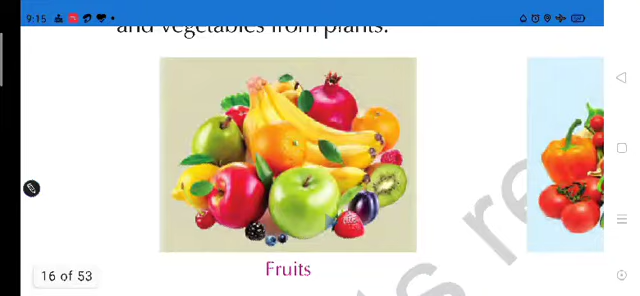 9:15
and vegetables from plants.
Fruits
16 of 53